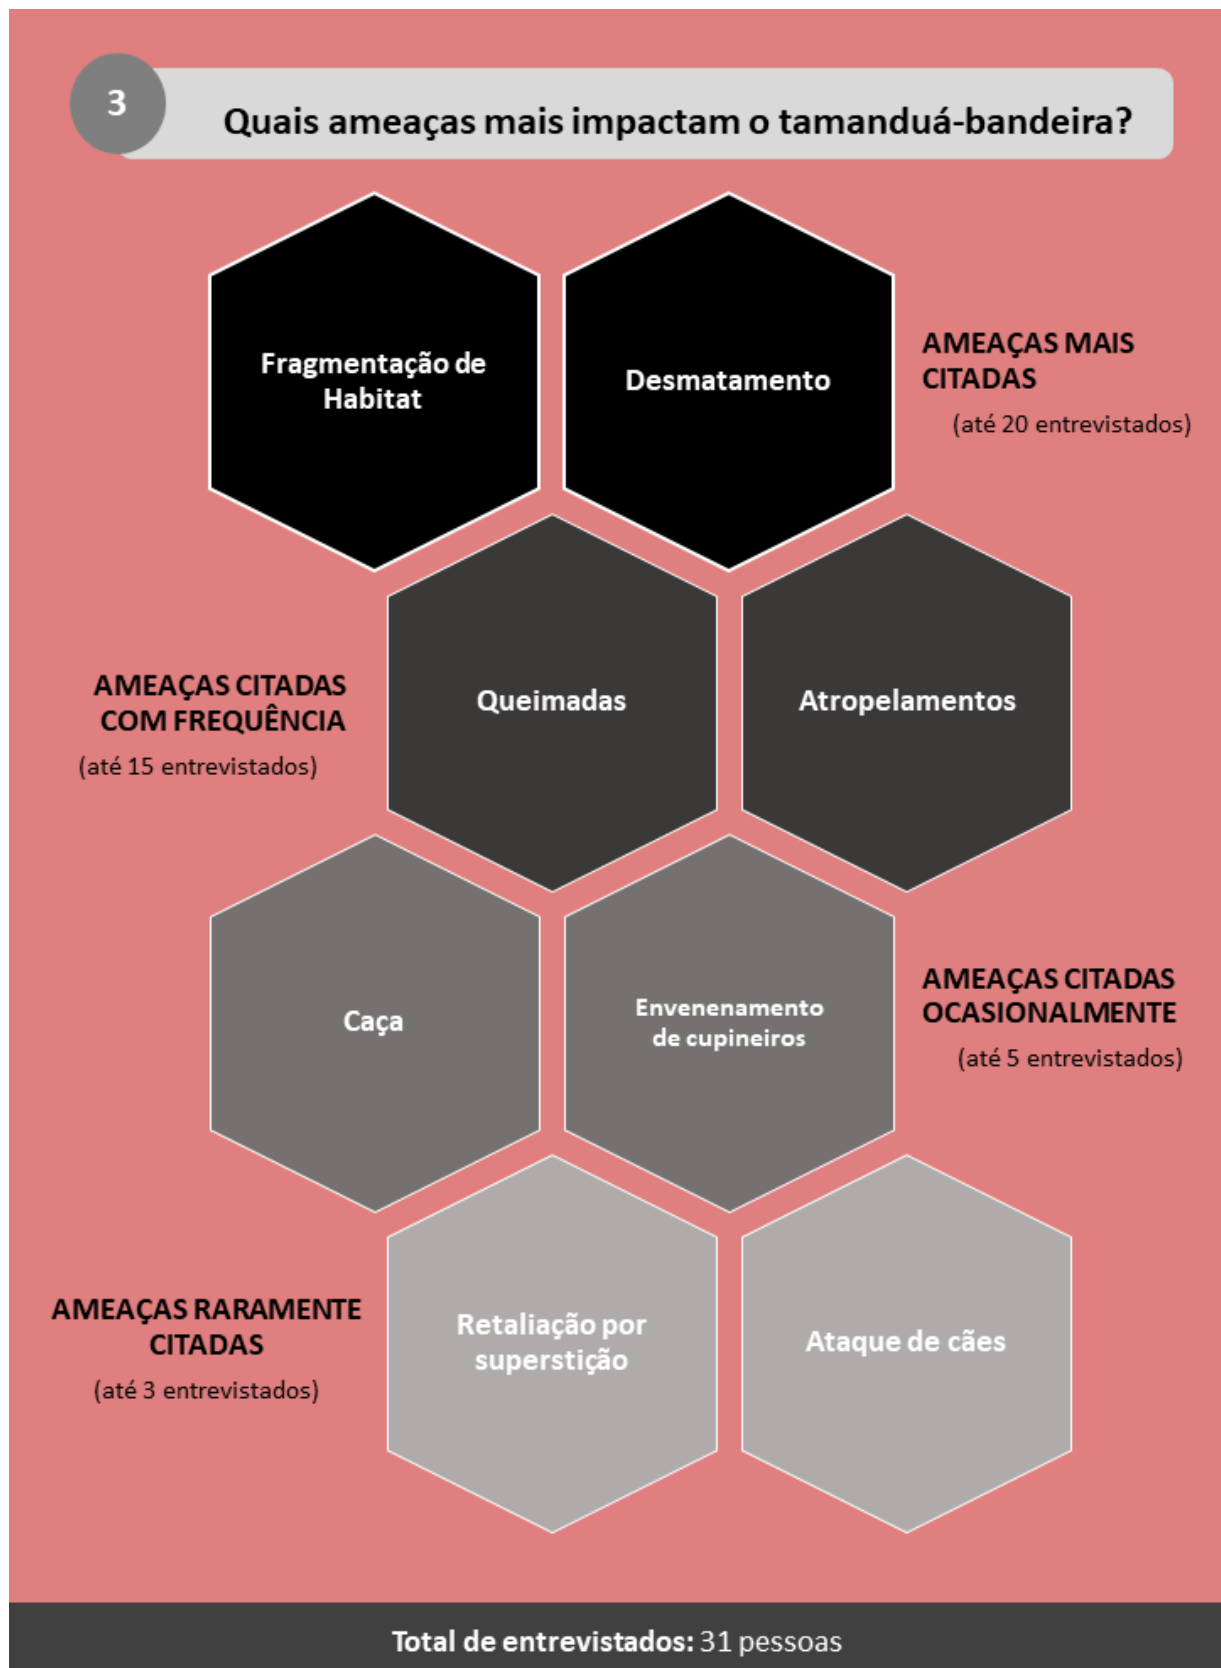 3
Quais ameaças mais impactam o tamanduá-bandeira?
Fragmentação de
Habitat
Desmatamento
AMEAÇAS MAIS
CITADAS
(até 20 entrevistados)
AMEAÇAS CITADAS
COM FREQUÊNCIA
(até 15 entrevistados)
Queimadas
Atropelamentos
Caça
Envenenamento
de cupineiros
AMEAÇAS CITADAS
OCASIONALMENTE
(até 5 entrevistados)
AMEAÇAS RARAMENTE
CITADAS
(até 3 entrevistados)
Retaliação por
superstição
Ataque de cães
Total de entrevistados: 31 pessoas